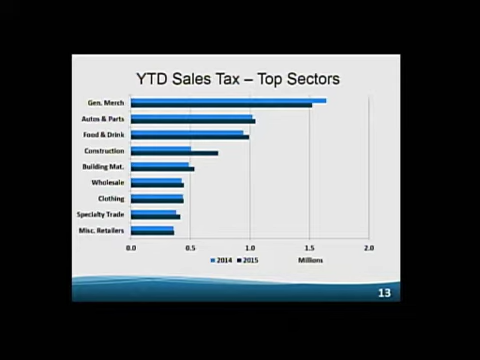 YTD Sales Tax – Top Sectors
Gen. Merch
Autos & Parts
Food & Drink
Construction
Building Mat.
Wholesale
Clothing
Specialty Trade
Misc. Retailers
0.0 0.5 1.0 1.5 2.0
2014 2015 Millions
13